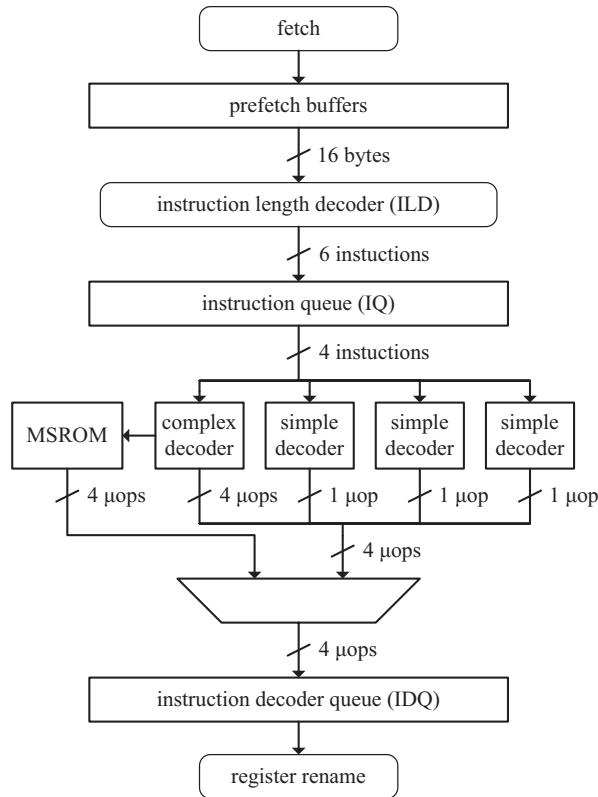 fetch
prefetch buffers
16 bytes
instruction length decoder (ILD)
6 instuctions
instruction queue (IQ)
4 instuctions
MSROM
complex
decoder
simple
decoder
simple
decoder
simple
decoder
4 μops
4 μops
1 μop
1 μop
1 μop
4 μops
4 μops
instruction decoder queue (IDQ)
register rename